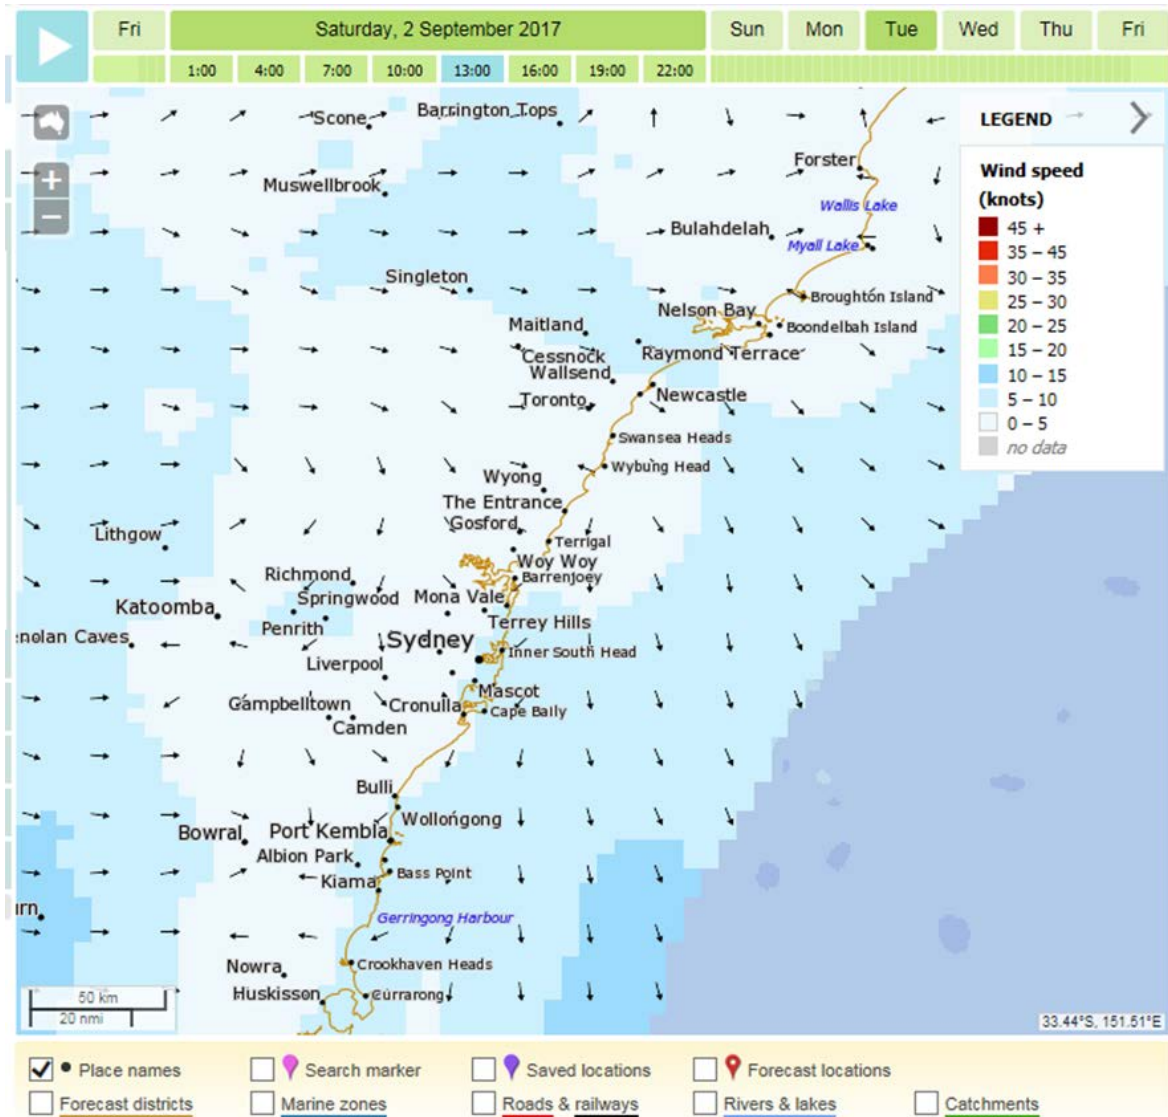 Fri Saturday, 2 September 2017 Sun Mon Tue Wed Thu Fri
1:00 4:00 7:00 10:00 13:00 16:00 19:00 22:00
Scone
Barrington Tops
LEGEND
Forster
Muswellbrook
Wallis Lake
Bulahdelah
Myall Lake
Singleton
Broughton Island
Nelson Bay
Boondelbah Island
Maitland
Cessnock
Raymond Terrace
Wallsend
Toronto
Newcastle
Swansea Heads
Wybung Head
Wyong
The Entrance
Gosford
Terrigal
Lithgow
Woy Woy
Barrenjoey
Richmond
Springwood
Mona Vale
Katoomba
Penrith
Terrey Hills
enolan Caves
Sydney
Inner South Head
Liverpool
Mascot
Campbelltown
Cronulla
Cape Baily
Camden
Bulli
Wollongong
Port Kembla
Bowral
Albion Park
Bass Point
Kiama
irn
Gerringong Harbour
Crookhaven Heads
Nowra
Huskisson
Currarong
Wind speed
(knots)
45 +
35 – 45
30 – 35
25 – 30
20 – 25
15 – 20
10 – 15
5 – 10
0 – 5
no data
50 km
20 nmi
33.44°S, 151.51°E
Place names Search marker Saved locations Forecast locations
Forecast districts Marine zones Roads & railways Rivers & lakes Catchments